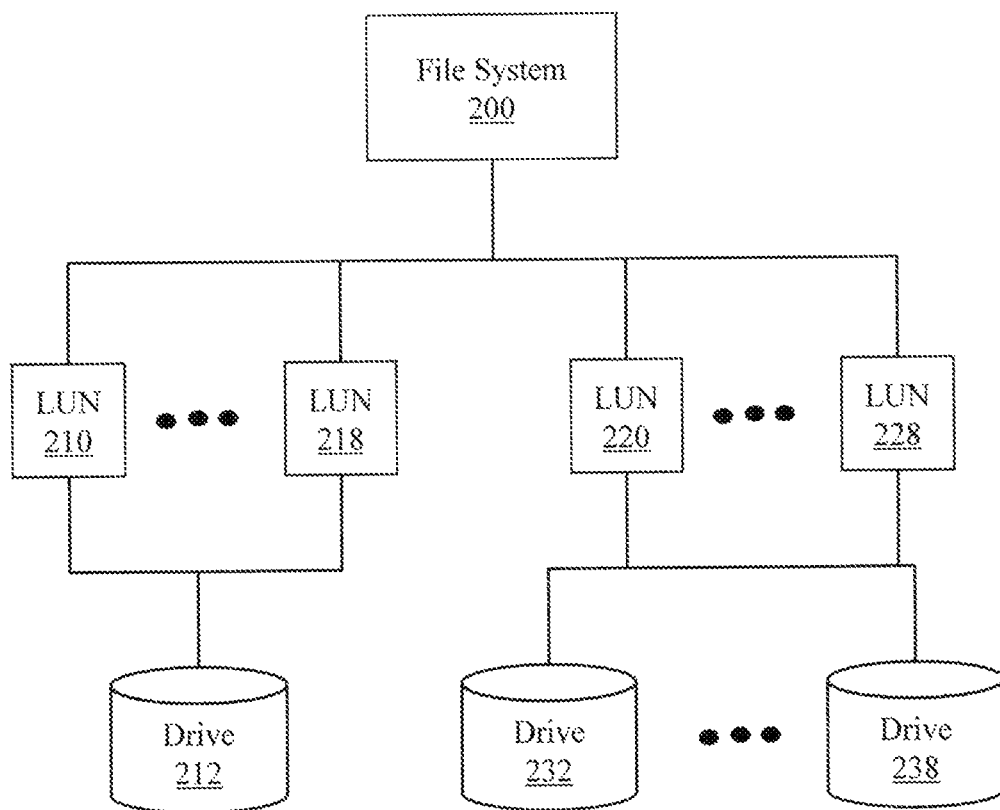 File System
200
LUN
210
LUN
218
LUN
220
LUN
228
Drive
212
Drive
232
Drive
238